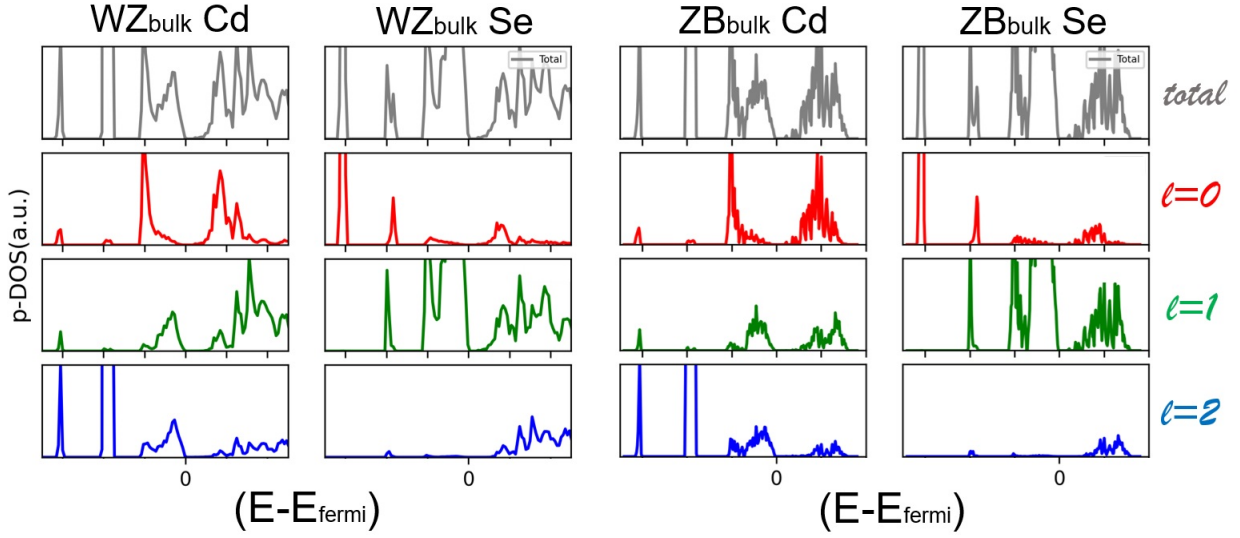 WZbulk Cd WZbulk Se ZBbulk Cd ZBbulk Se
Total Total
total
p-DOS(a.u.)
l=0
l=1
l=2
0 0 0 0
(E-Efermi) (E-Efermi)